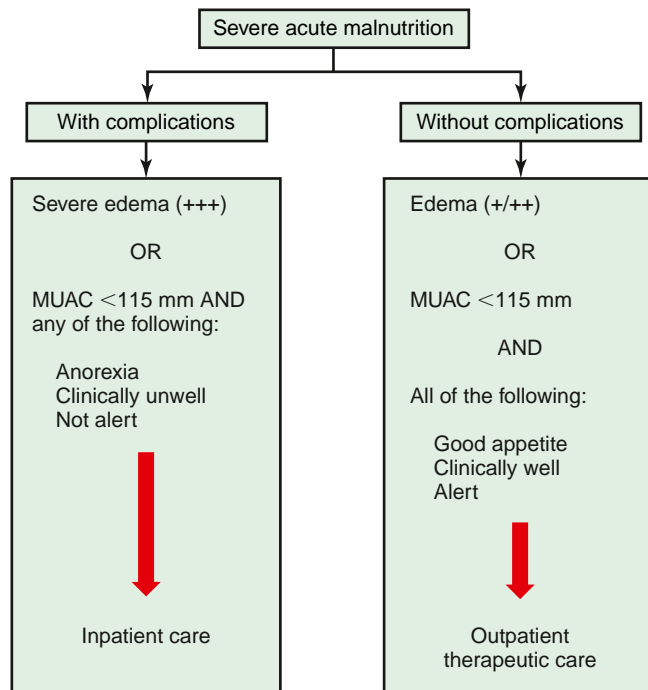 Severe acute malnutrition
With complications
Without complications
Severe edema (+++)
OR
MUAC <115 mm AND
any of the following:
Anorexia
Clinically unwell
Not alert
Inpatient care
Edema (+/++)
OR
MUAC <115 mm
AND
All of the following:
Good appetite
Clinically well
Alert
Outpatient
therapeutic care